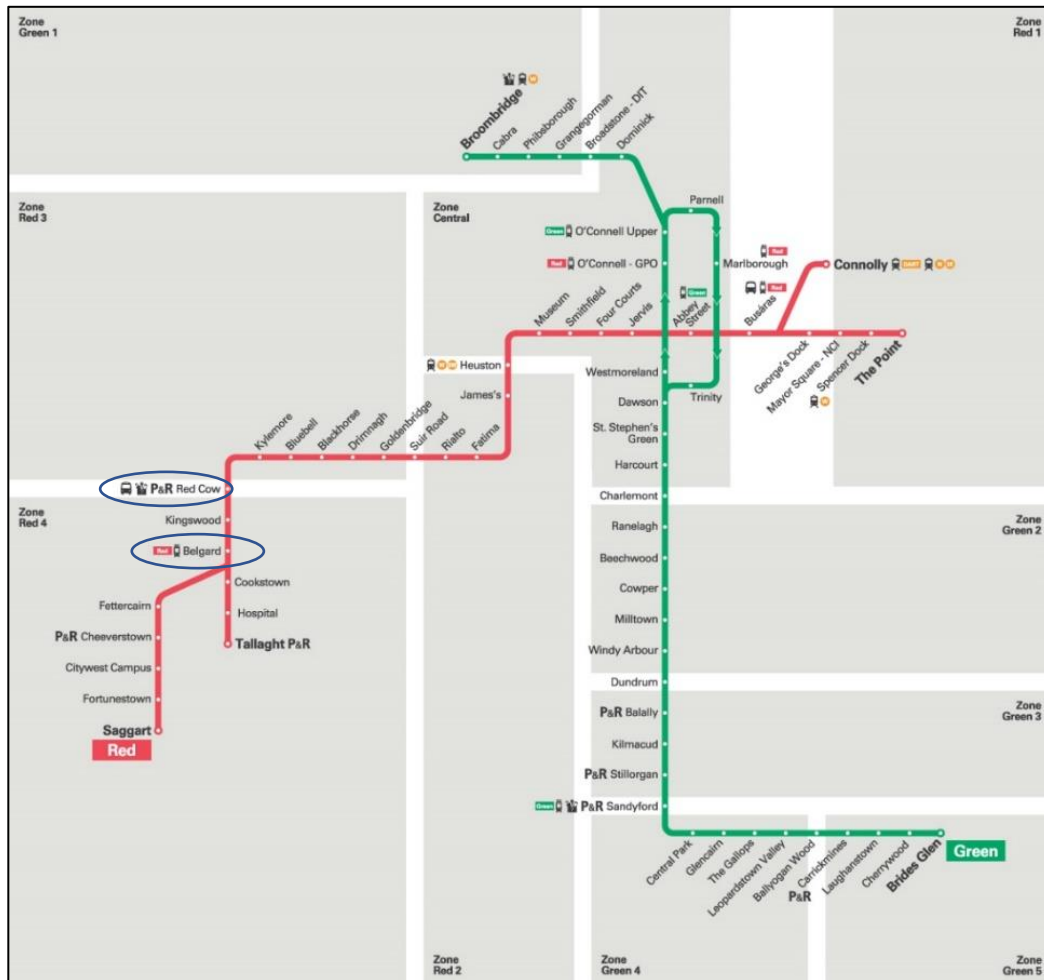 Zone
Green 1
Zone
Red 1
Broombridge
Cabra
Phibsborough
Grangegorman
Broadstone - DIT
Dominick
Zone
Red 3
Zone
Central
Parnell
Green O'Connell Upper
Red O'Connell - GPO
Marlborough
Red
Connolly DART
Green
Red
Busáras
Museum
Smithfield
Four Courts
Jervis
Abbey
Street
George's Dock
Mayor Square - NCI
Spencer Dock
The Point
Heuston
James's
Westmoreland
Trinity
Dawson
St. Stephen's
Green
Harcourt
Charlemont
Kylemore
Bluebell
Blackhorse
Drimnagh
Goldenbridge
Suir Road
Rialto
Fatima
P&R Red Cow
Zone
Red 4
Kingswood
Red Belgard
Cookstown
Hospital
Tallaght P&R
Fettercairn
P&R Cheeverstown
Citywest Campus
Fortunestown
Saggart
Red
Zone
Green 2
Ranelagh
Beechwood
Cowper
Milltown
Windy Arbour
Dundrum
Zone
Green 3
P&R Balally
Kilmacud
P&R Stillorgan
Green P&R Sandyford
Central Park
Glencairn
The Gallops
Leopardstown Valley
Ballyogan Wood
Carrickmines
P&R
Laughanstown
Cherrywood
Brides Glen
Green
Zone
Red 2
Zone
Green 4
Zone
Green 5